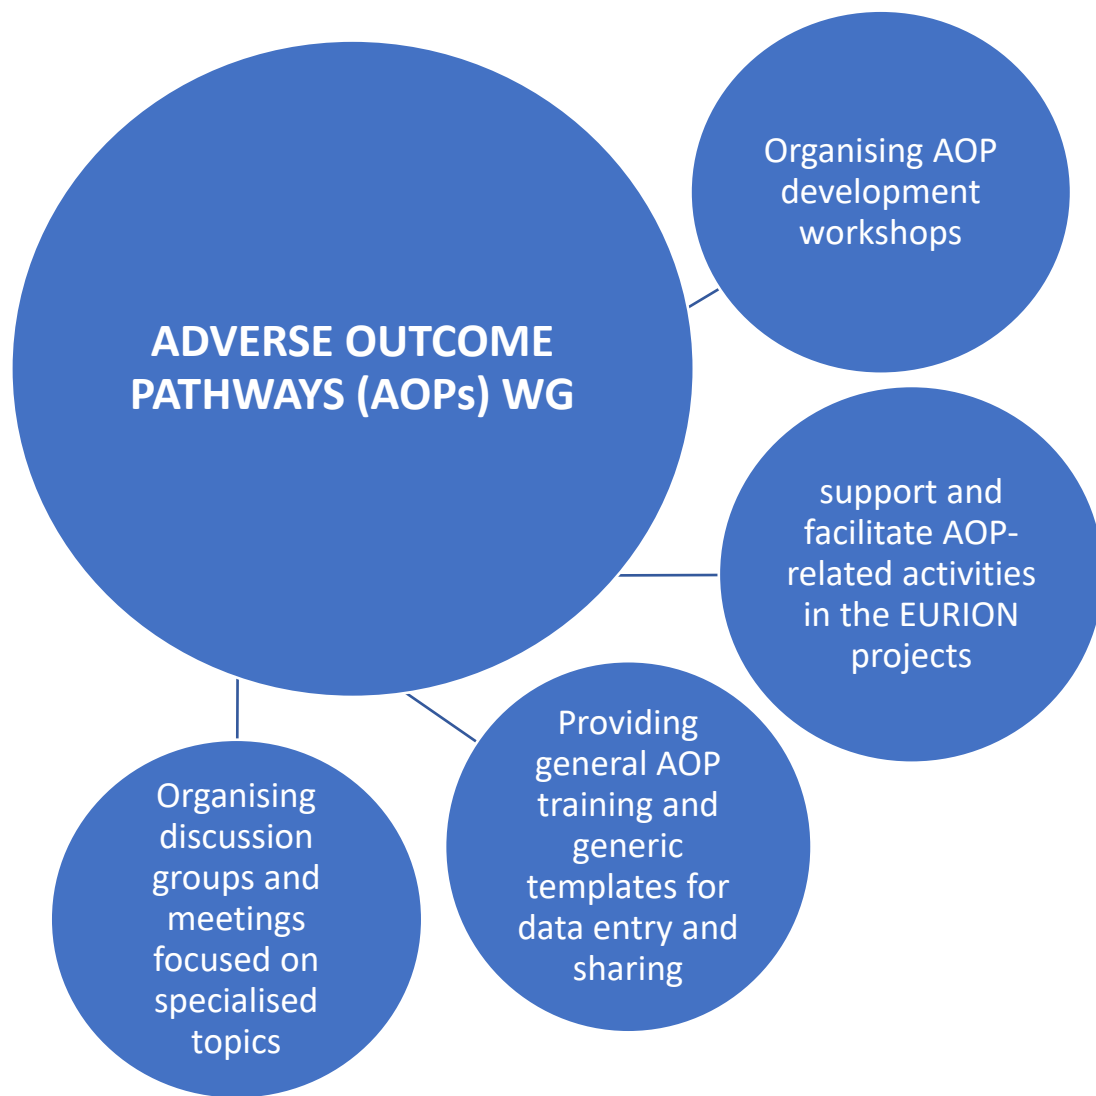 ADVERSE OUTCOME
PATHWAYS (AOPs) WG
Organising AOP
development
workshops
support and
facilitate AOP-
related activities
in the EURION
projects
Providing
general AOP
training and
generic
templates for
data entry and
sharing
Organising
discussion
groups and
meetings
focused on
specialised
topics